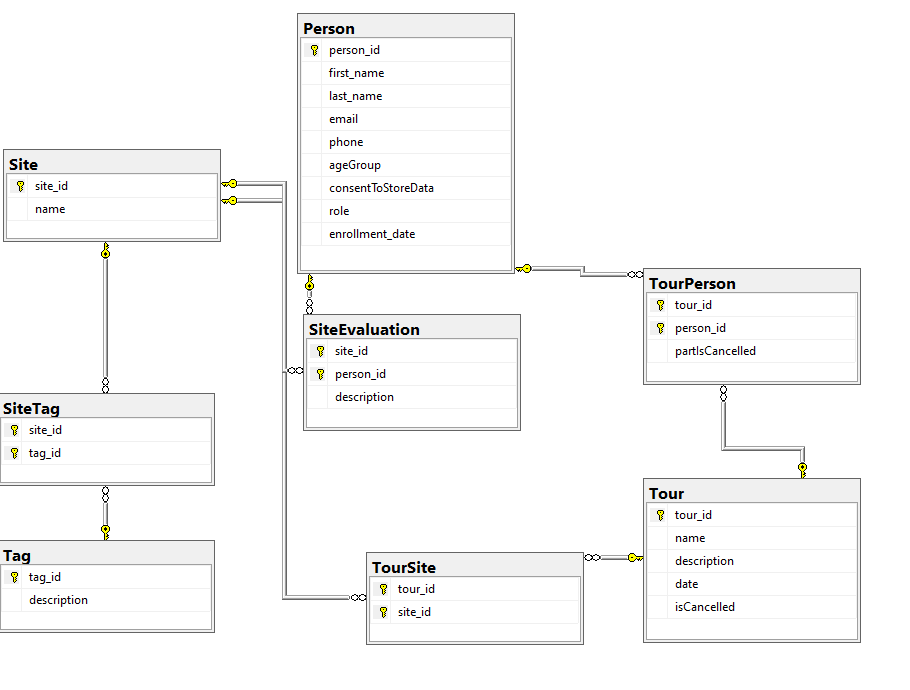 Person
person_id
first_name
last_name
email
phone
ageGroup
consentToStoreData
role
enrollment_date
Site
site_id
name
TourPerson
tour_id
person_id
partIsCancelled
SiteEvaluation
site_id
person_id
description
SiteTag
site_id
tag_id
Tour
tour_id
name
description
date
isCancelled
Tag
tag_id
description
TourSite
tour_id
site_id